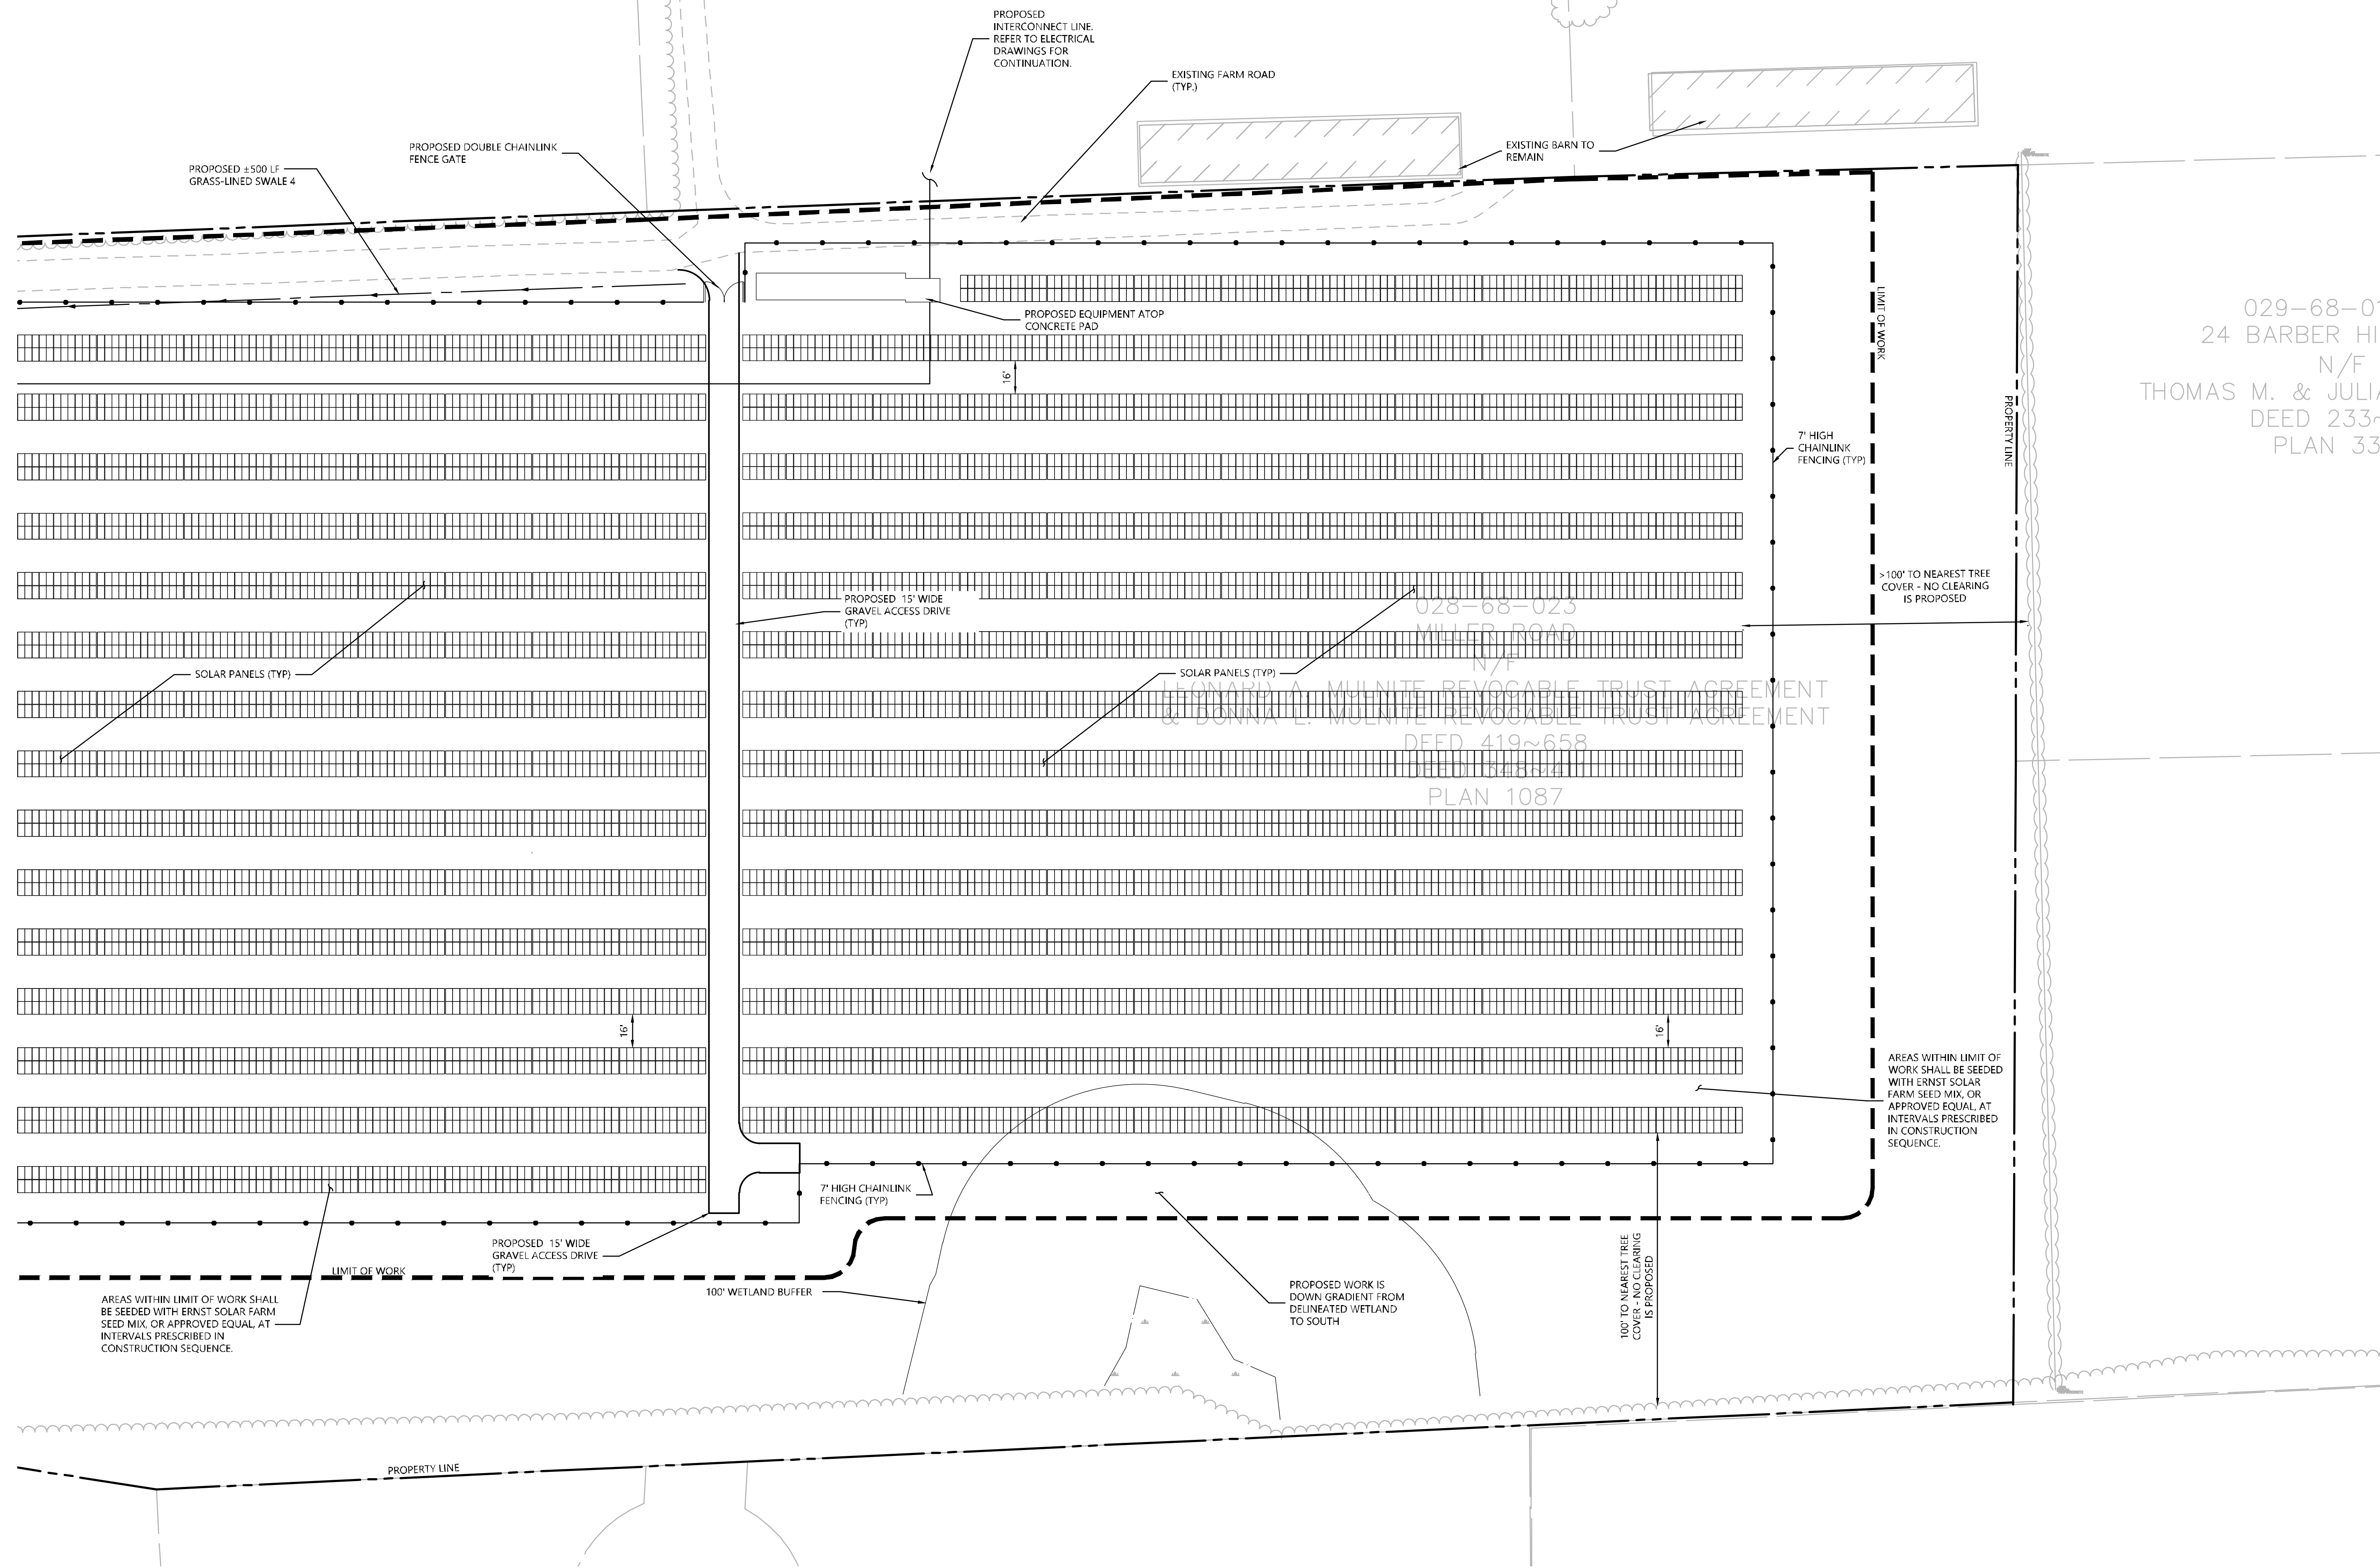 PROPOSED
INTERCONNECT LINE.
REFER TO ELECTRICAL
DRAWINGS FOR
CONTINUATION.
EXISTING FARM ROAD
(TYP.)
EXISTING BARN TO
REMAIN
PROPOSED DOUBLE CHAINLINK
FENCE GATE
PROPOSED ±500 LF
GRASS-LINED SWALE 4
PROPOSED EQUIPMENT ATOP
CONCRETE PAD
LIMIT OF WORK
029-68-0
24 BARBER HI
N/F
THOMAS M. & JULI
DEED 233~
PLAN 33
16'
PROPERTY LINE
7' HIGH
CHAINLINK
FENCING (TYP)
>100' TO NEAREST TREE
COVER - NO CLEARING
IS PROPOSED
PROPOSED 15' WIDE
GRAVEL ACCESS DRIVE
(TYP)
028-68-023
MILLER ROAD
N/F
LEONARD A. MULNITE REVOCABLE TRUST AGREEMENT
& DONNA L. MULNITE REVOCABLE TRUST AGREEMENT
DEED 419~658
DEED 348~4
PLAN 1087
SOLAR PANELS (TYP)
SOLAR PANELS (TYP)
16'
16'
AREAS WITHIN LIMIT OF
WORK SHALL BE SEEDED
WITH ERNST SOLAR
FARM SEED MIX, OR
APPROVED EQUAL, AT
INTERVALS PRESCRIBED
IN CONSTRUCTION
SEQUENCE.
7' HIGH CHAINLINK
FENCING (TYP)
PROPOSED 15' WIDE
GRAVEL ACCESS DRIVE
(TYP)
LIMIT OF WORK
100' WETLAND BUFFER
PROPOSED WORK IS
DOWN GRADIENT FROM
DELINEATED WETLAND
TO SOUTH
100' TO NEAREST TREE
COVER - NO CLEARING
IS PROPOSED
AREAS WITHIN LIMIT OF WORK SHALL
BE SEEDED WITH ERNST SOLAR FARM
SEED MIX, OR APPROVED EQUAL, AT
INTERVALS PRESCRIBED IN
CONSTRUCTION SEQUENCE.
PROPERTY LINE